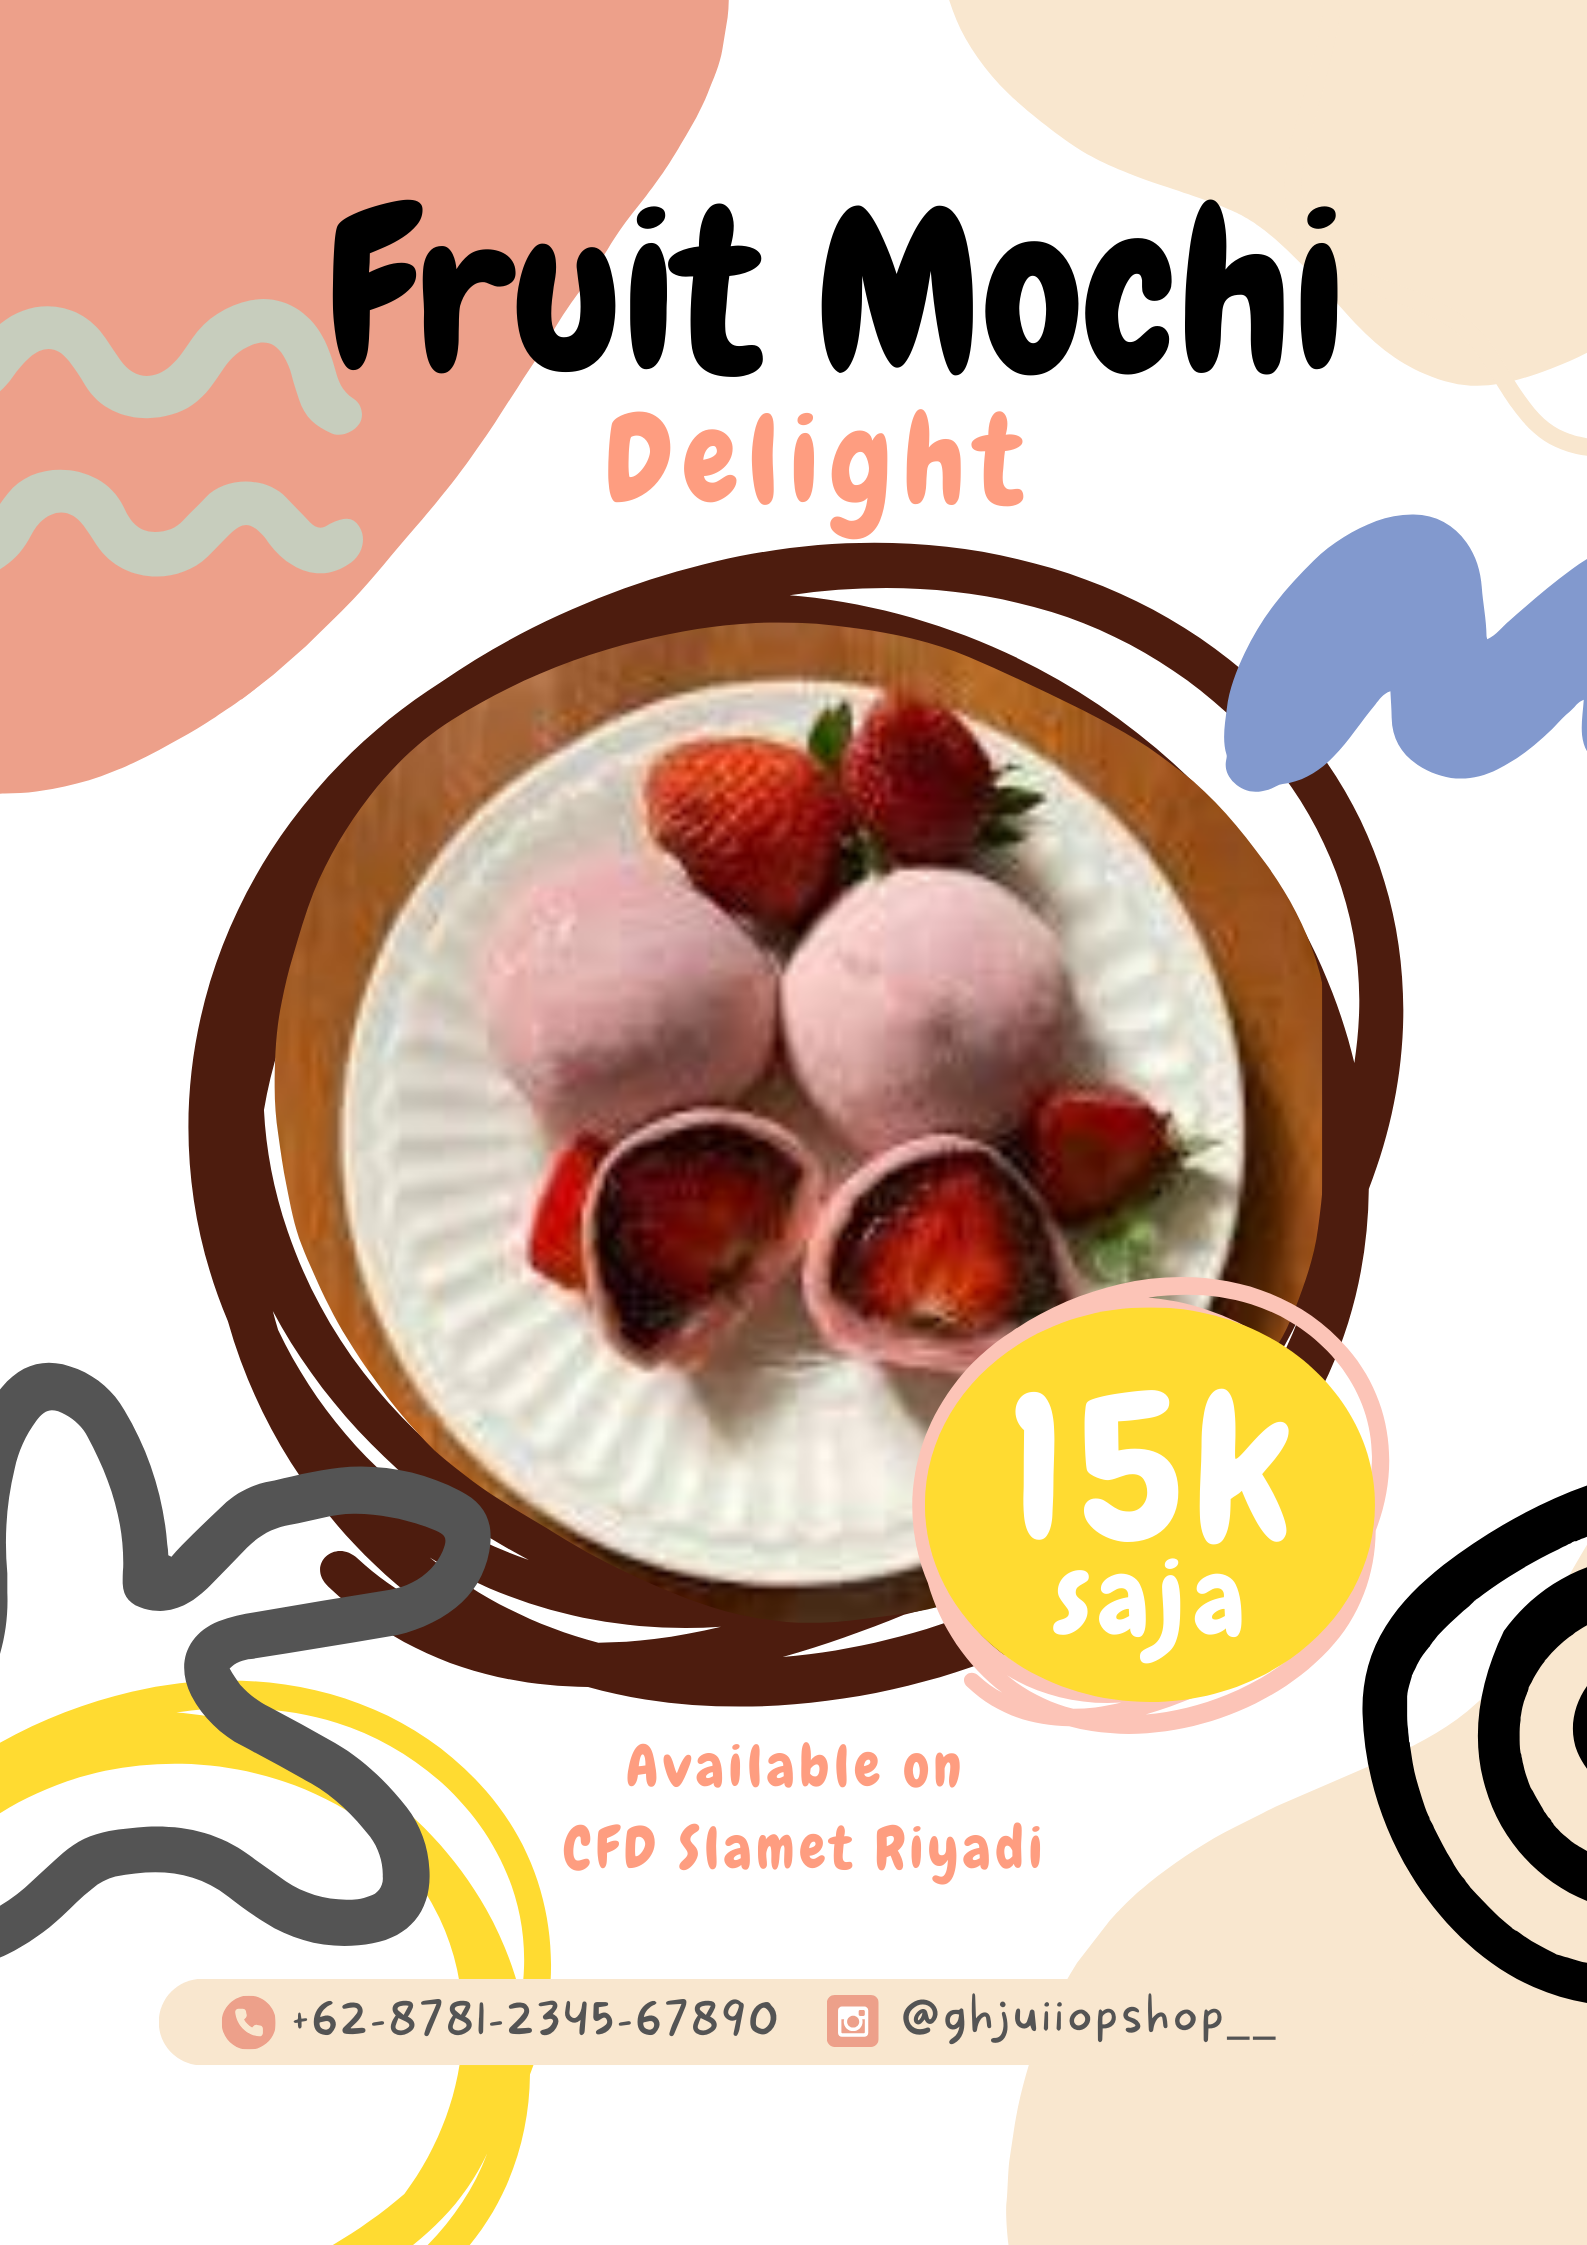 Fruit Mochi
Delight
15k
saja
Available on
CFD Slamet Riyadi
+62-8781-2345-67890 @ghjuiiopshop__